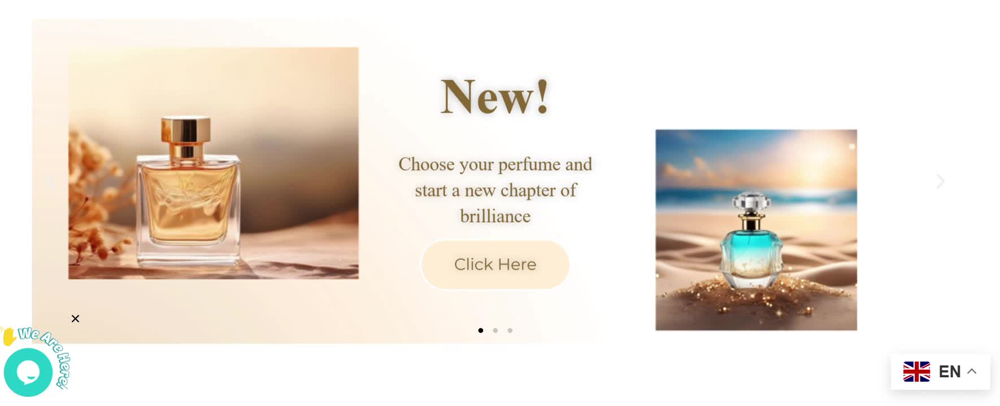 New!
Choose your perfume and
start a new chapter of
brilliance
Click Here
We Are Here!
EN